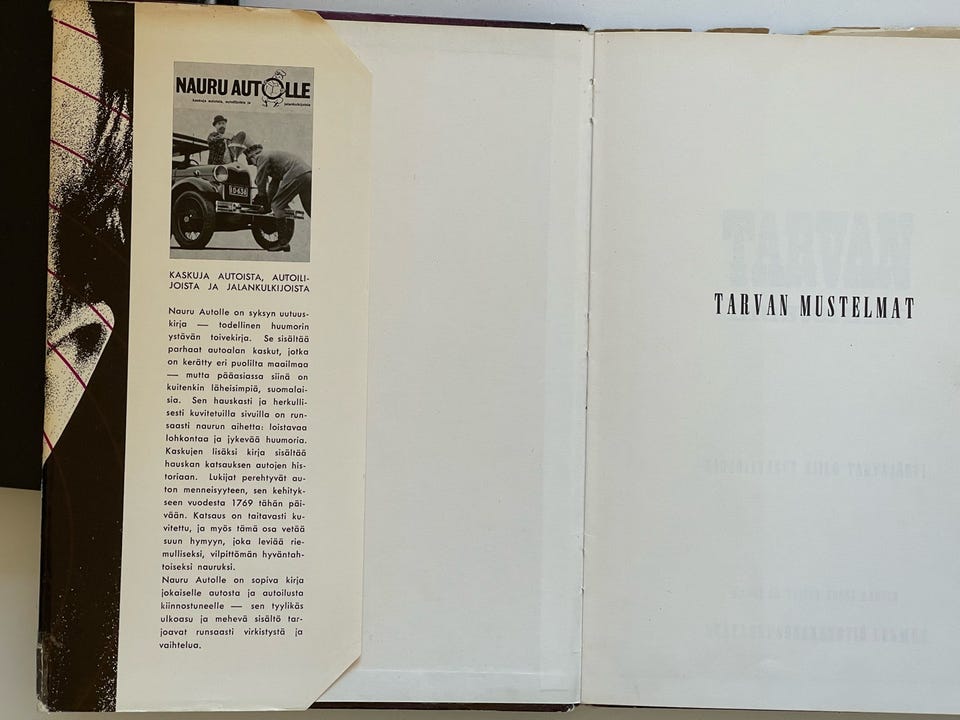 NAURU AUTOLLE
kaskuja autoista, autoilijoista ja jalankulkijoista
KASKUJA AUTOISTA, AUTOILI-
JOISTA JA JALANKULKIJOISTA
Nauru Autolle on syksyn uutuus-
kirja — todellinen huumorin
ystävän toivekirja. Se sisältää
parhaat autoalan kaskut, jotka
on kerätty eri puolilta maailmaa
— mutta pääasiassa siinä on
kuitenkin läheisimpiä, suomalai-
sia. Sen hauskasti ja herkulli-
sesti kuvitetuilla sivuilla on run-
saasti naurun aihetta: loistavaa
lohkontaa ja jykevää huumoria.
Kaskujen lisäksi kirja sisältää
hauskan katsauksen autojen his-
toriaan. Lukijat perehtyvät au-
ton menneisyyteen, sen kehityk-
seen vuodesta 1769 tähän päi-
vään. Katsaus on taitavasti ku-
vitettu, ja myös tämä osa vetää
suun hymyyn, joka leviää rie-
mulliseksi, vilpittömän hyväntah-
toiseksi nauruksi.
Nauru Autolle on sopiva kirja
jokaiselle autosta ja autoilusta
kiinnostuneelle — sen tyylikäs
ulkoasu ja mehevä sisältö tar-
joavat runsaasti virkistystä ja
vaihtelua.
TARVAN MUSTELMAT